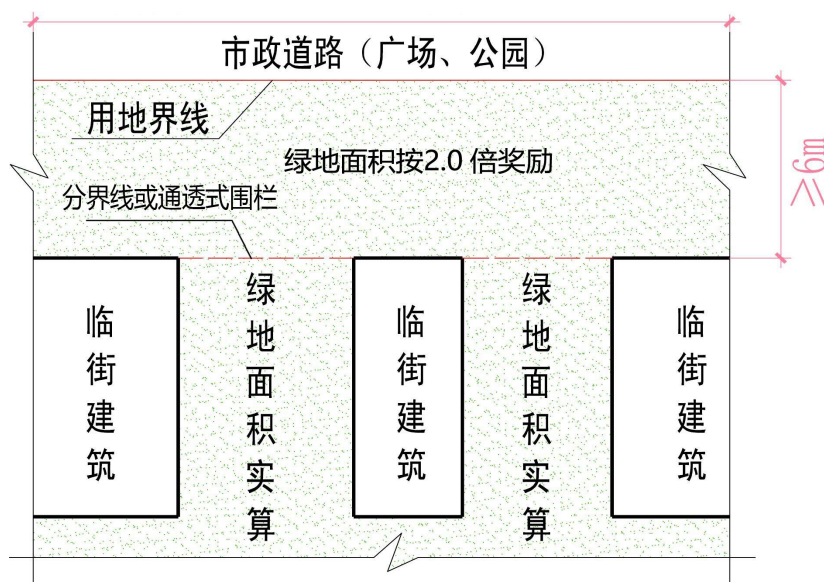 市政道路（广场、公园）
用地界线
绿地面积按2.0 倍奖励
≥6m
分界线或通透式围栏
临街建筑
绿地面积实算
临街建筑
绿地面积实算
临街建筑